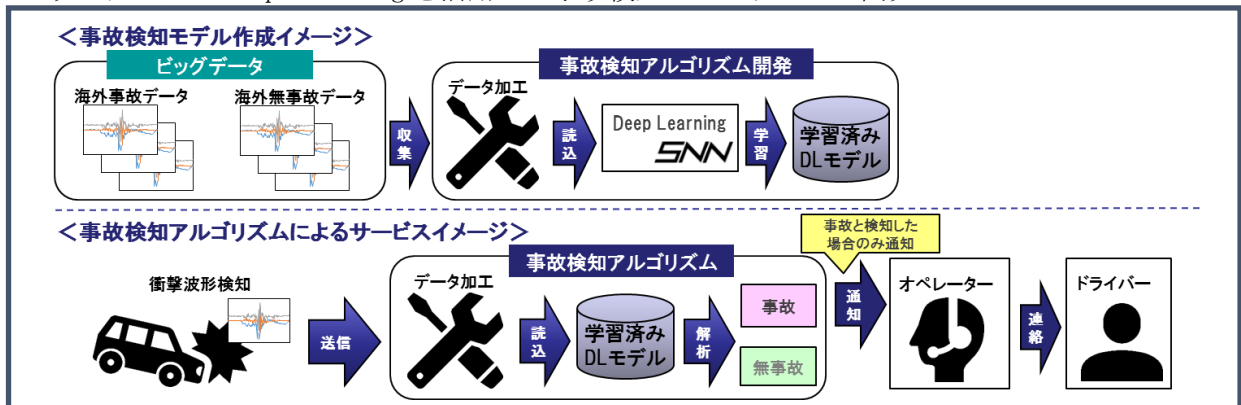 ＜事故検知モデル作成イメージ＞
ビッグデータ
海外事故データ
海外無事故データ
収集
事故検知アルゴリズム開発
データ加工
読込
Deep Learning
SNN
学習
学習済み
DLモデル
＜事故検知アルゴリズムによるサービスイメージ＞
衝撃波形検知
送信
事故検知アルゴリズム
データ加工
読込
学習済み
DLモデル
解析
事故
無事故
事故と検知した
場合のみ通知
通知
オペレーター
連絡
ドライバー